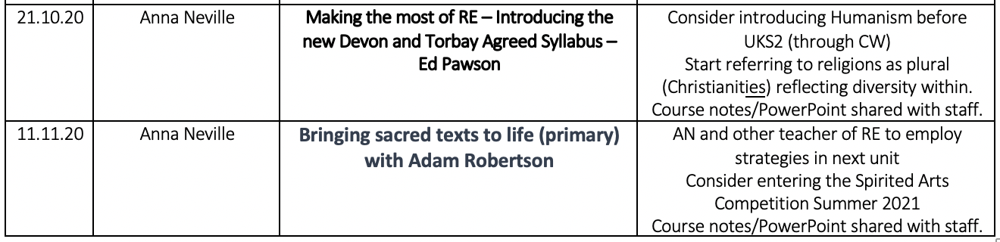 21.10.20
Anna Neville
Making the most of RE – Introducing the
new Devon and Torbay Agreed Syllabus –
Ed Pawson
Consider introducing Humanism before
UKS2 (through CW)
Start referring to religions as plural
(Christianities) reflecting diversity within.
Course notes/PowerPoint shared with staff.
11.11.20
Anna Neville
Bringing sacred texts to life (primary)
with Adam Robertson
AN and other teacher of RE to employ
strategies in next unit
Consider entering the Spirited Arts
Competition Summer 2021
Course notes/PowerPoint shared with staff.